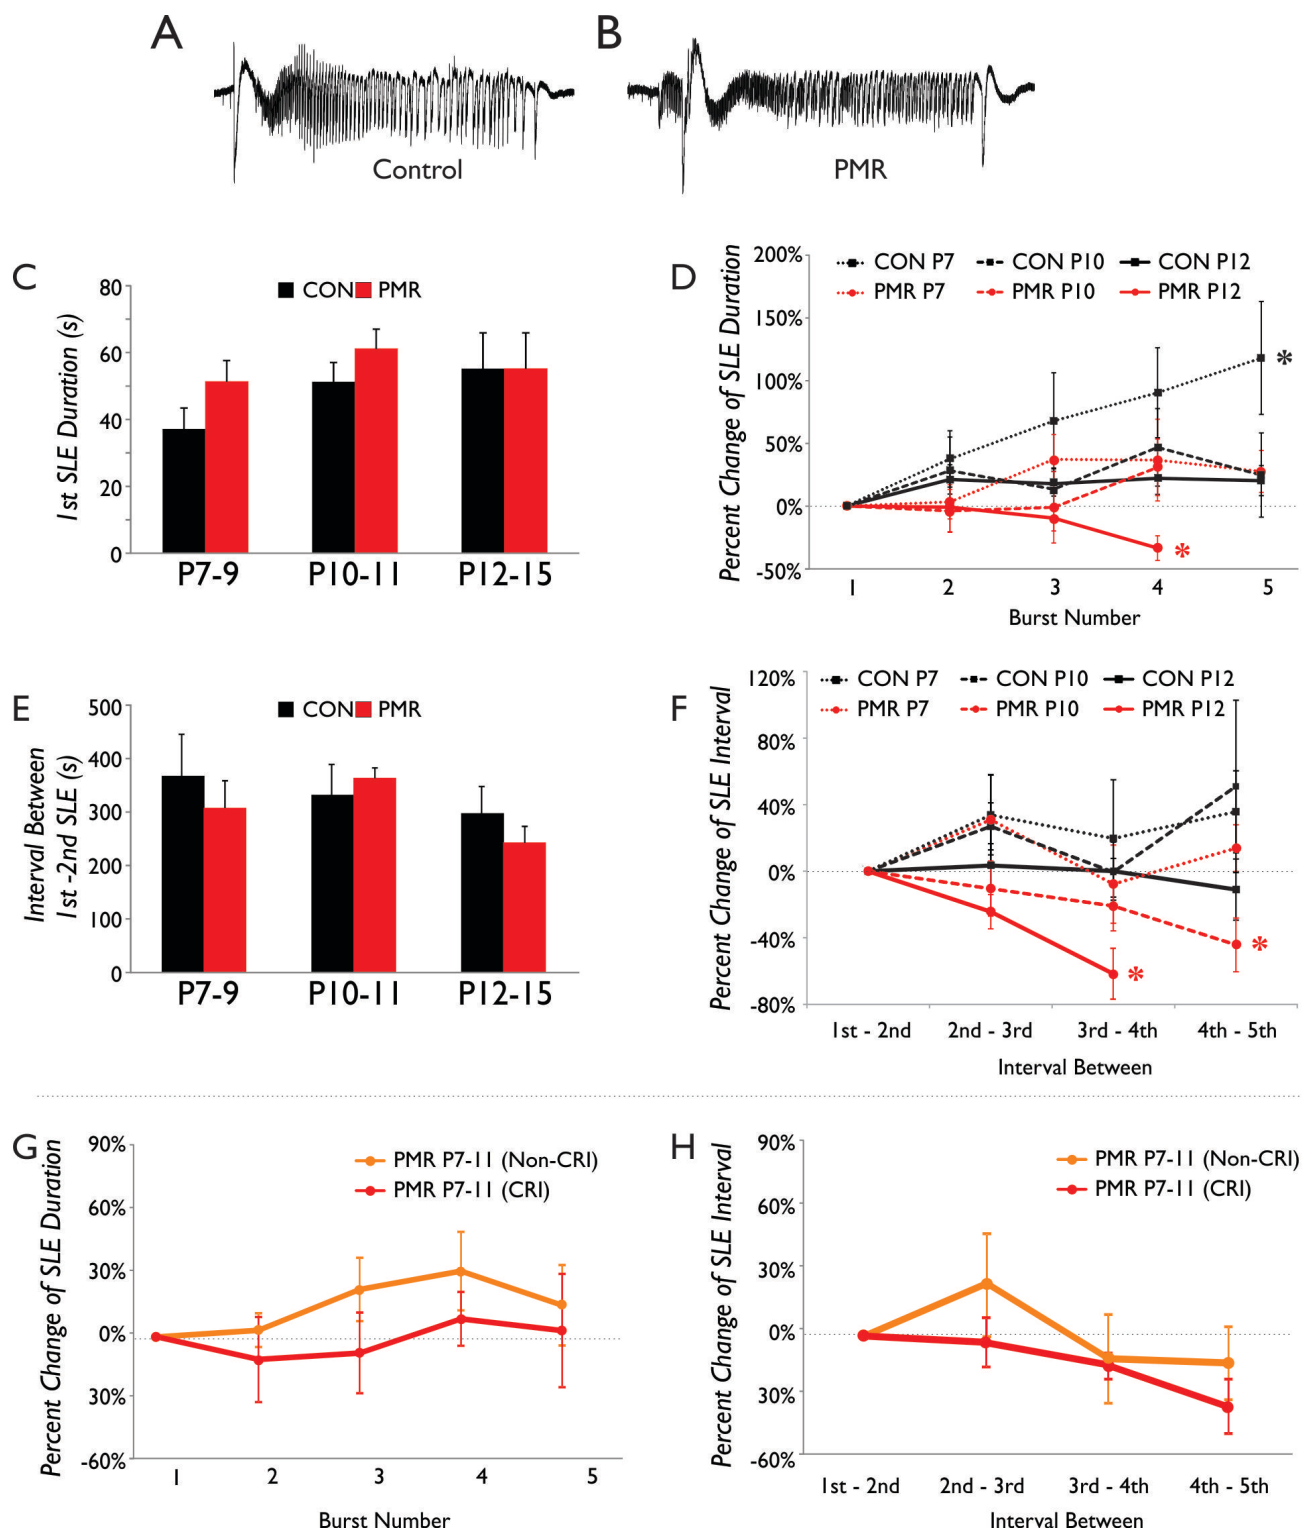 A
B
Control
PMR
C
1st SLE Duration (s)
80
60
40
20
0
CON
PMR
P7-9
P10-11
P12-15
D
Percent Change of SLE Duration
200%
150%
100%
50%
0%
-50%
CON P7
CON P10
CON P12
PMR P7
PMR P10
PMR P12
*
*
1
2
3
4
5
Burst Number
E
Interval Between
1st -2nd SLE (s)
500
400
300
200
100
0
CON
PMR
P7-9
P10-11
P12-15
F
Percent Change of SLE Interval
120%
80%
40%
0%
-40%
-80%
CON P7
CON P10
CON P12
PMR P7
PMR P10
PMR P12
*
*
1st - 2nd
2nd - 3rd
3rd - 4th
4th - 5th
Interval Between
G
Percent Change of SLE Duration
90%
60%
30%
0%
30%
-60%
PMR P7-11 (Non-CRI)
PMR P7-11 (CRI)
1
2
3
4
5
Burst Number
H
Percent Change of SLE Interval
90%
60%
30%
0%
30%
-60%
PMR P7-11 (Non-CRI)
PMR P7-11 (CRI)
1st - 2nd
2nd - 3rd
3rd - 4th
4th - 5th
Interval Between